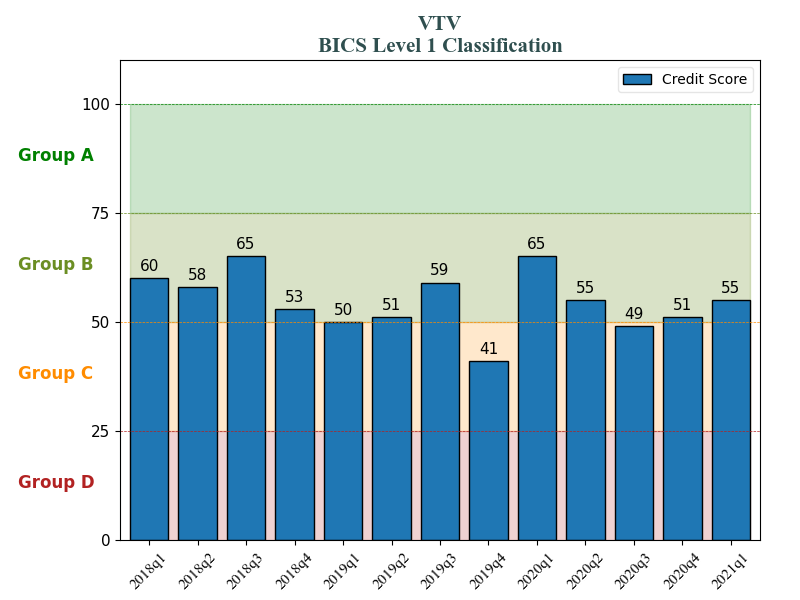 VTV
BICS Level 1 Classification
Credit Score
100
Group A
75
Group B
50
Group C
25
Group D
0
60
58
65
53
50
51
59
41
65
55
49
51
55
2018q1
2018q2
2018q3
2018q4
2019q1
2019q2
2019q3
2019q4
2020q1
2020q2
2020q3
2020q4
2021q1